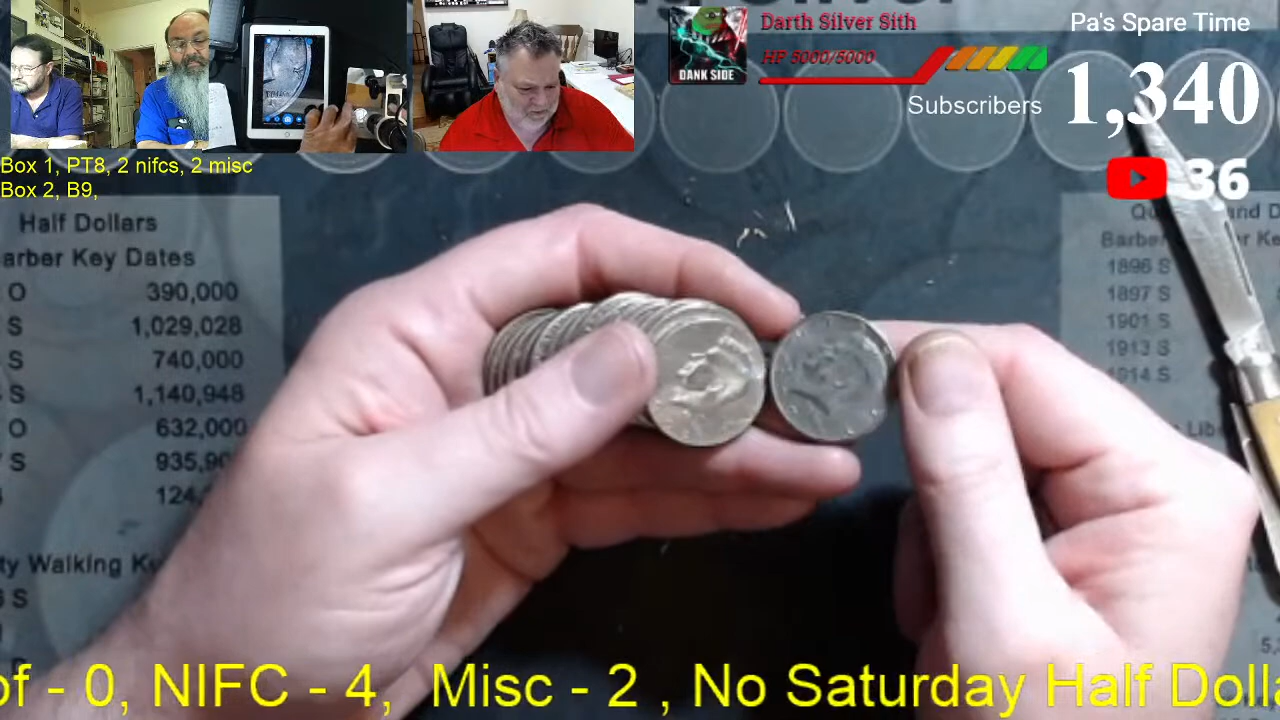 Darth Silver Sith
HP 5000/5000
DANK SIDE
Pa's Spare Time
Subscribers 1,340
36
Box 1, PT8, 2 nifcs, 2 misc
Box 2, B9,
Half Dollars
Barber Key Dates
O 390,000
S 1,029,028
S 740,000
S 1,140,948
O 632,000
S
1896 S
1897 S
1901 S
1913 S
1914 S
of - 0, NIFC - 4, Misc - 2 , No Saturday Half